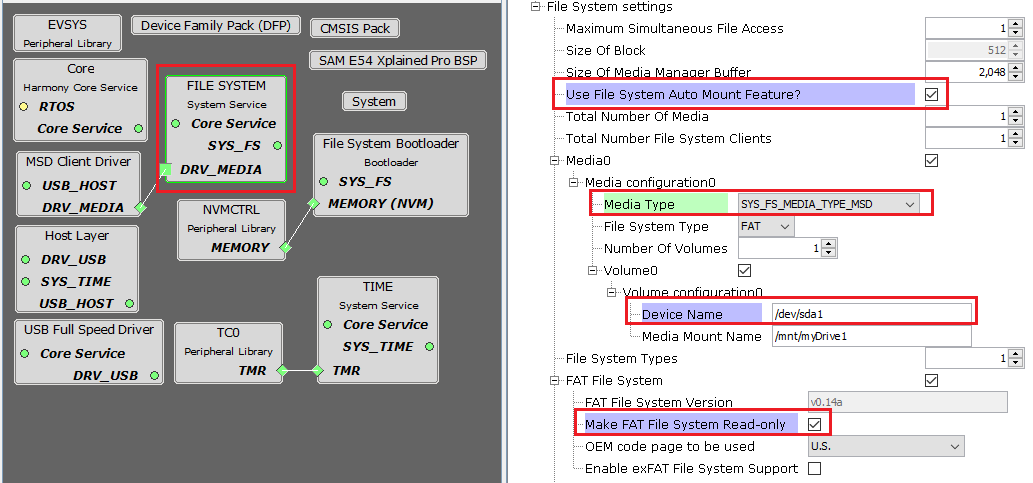 EVSYS
Peripheral Library
Device Family Pack (DFP)
CMSIS Pack
SAM E54 Xplained Pro BSP
Core
Harmony Core Service
RTOS
Core Service
FILE SYSTEM
System Service
Core Service
SYS_FS
DRV_MEDIA
System
File System Bootloader
Bootloader
SYS_FS
MEMORY (NVM)
MSD Client Driver
USB_HOST
DRV_MEDIA
NVMCTRL
Peripheral Library
MEMORY
Host Layer
DRV_USB
SYS_TIME
USB_HOST
TIME
System Service
Core Service
SYS_TIME
TMR
USB Full Speed Driver
Core Service
DRV_USB
TC0
Peripheral Library
TMR
File System settings
Maximum Simultaneous File Access 1
Size Of Block 512
Size Of Media Manager Buffer 2,048
Use File System Auto Mount Feature?
Total Number Of Media 1
Total Number File System Clients 1
Media0
Media configuration0
Media Type SYS_FS_MEDIA_TYPE_MSD
File System Type FAT
Number Of Volumes 1
Volume0
Volume configuration0
Device Name /dev/sda1
Media Mount Name /mnt/myDrive1
File System Types 1
FAT File System
FAT File System Version v0.14a
Make FAT File System Read-only
OEM code page to be used U.S.
Enable exFAT File System Support